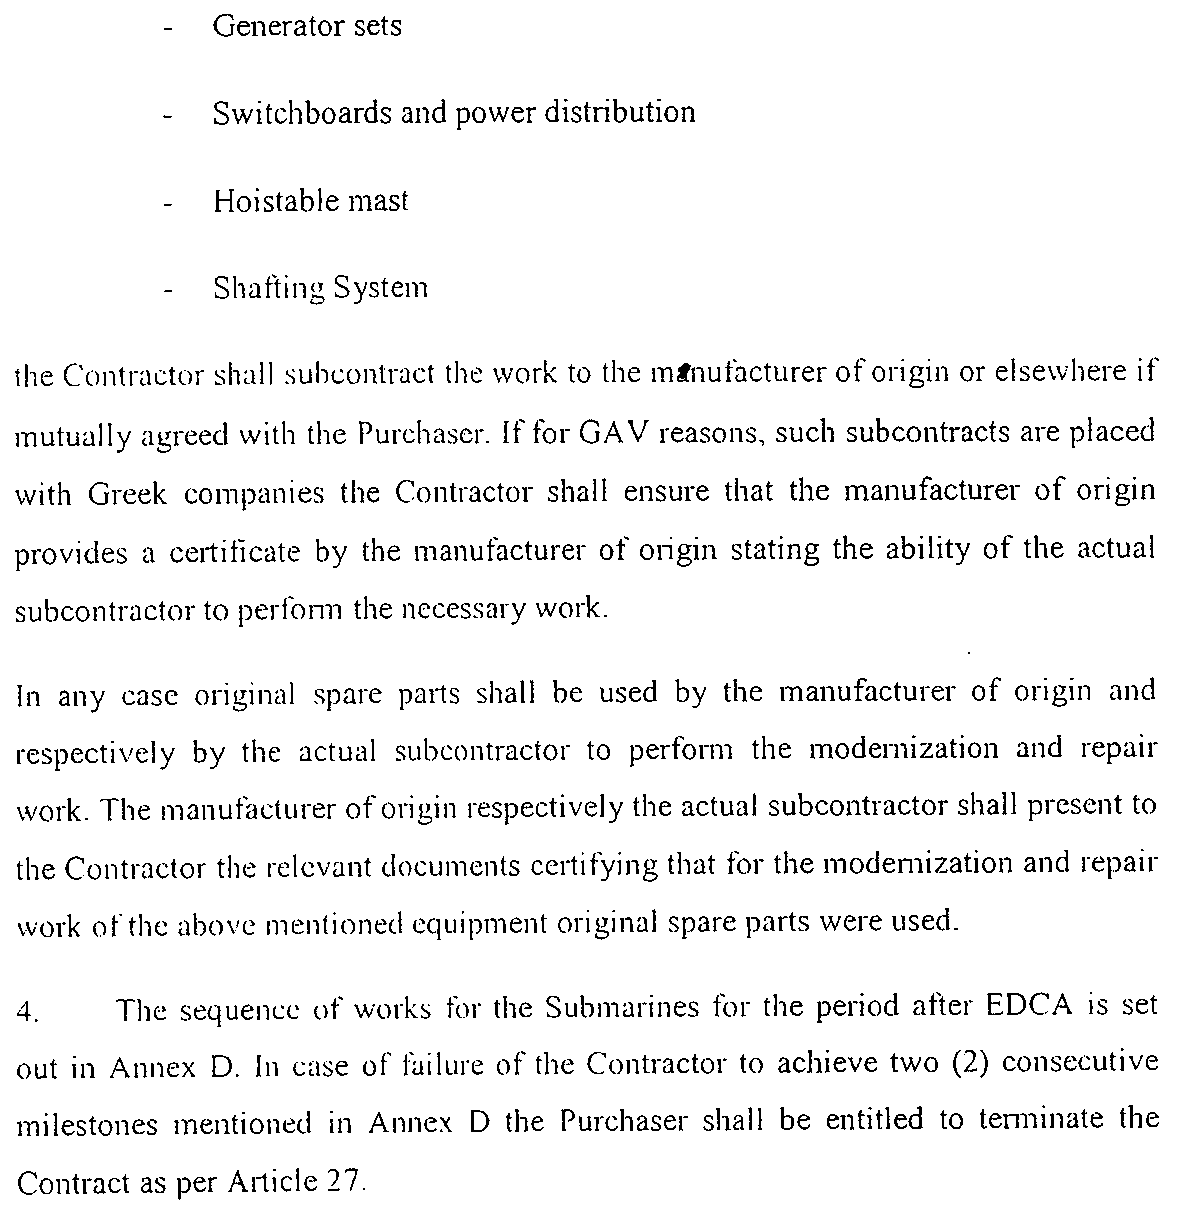 - Generator sets
- Switchboards and power distribution
- Hoistable mast
- Shafting System
the Contractor shall subcontract the work to the manufacturer of origin or elsewhere if
mutually agreed with the Purchaser. If for GAV reasons, such subcontracts are placed
with Greek companies the Contractor shall ensure that the manufacturer of origin
provides a certificate by the manufacturer of origin stating the ability of the actual
subcontractor to perform the necessary work.
In any case original spare parts shall be used by the manufacturer of origin and
respectively by the actual subcontractor to perform the modernization and repair
work. The manufacturer of origin respectively the actual subcontractor shall present to
the Contractor the relevant documents certifying that for the modernization and repair
work of the above mentioned equipment original spare parts were used.
4. The sequence of works for the Submarines for the period after EDCA is set
out in Annex D. In case of failure of the Contractor to achieve two (2) consecutive
milestones mentioned in Annex D the Purchaser shall be entitled to terminate the
Contract as per Article 27.